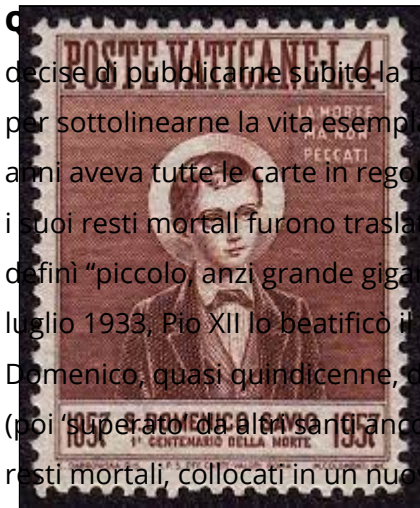 Q
POSTE VATICANE L.4
decise di pubblicarne subito la
LA MORTE
per sottolinearne la vita esempl
MA NON
PECCATI
anni aveva tutte le carte in regol
i suoi resti mortali furono trasla
definì “piccolo, anzi grande giga
luglio 1933, Pio XII lo beatificò il
Domenico, quasi quindicenne, d
1857 S. DOMENICO SAVIO 1957
(poi ‘superato’ da altri santi anco
1° CENTENARIO DELLA MORTE
resti mortali, collocati in un nuo